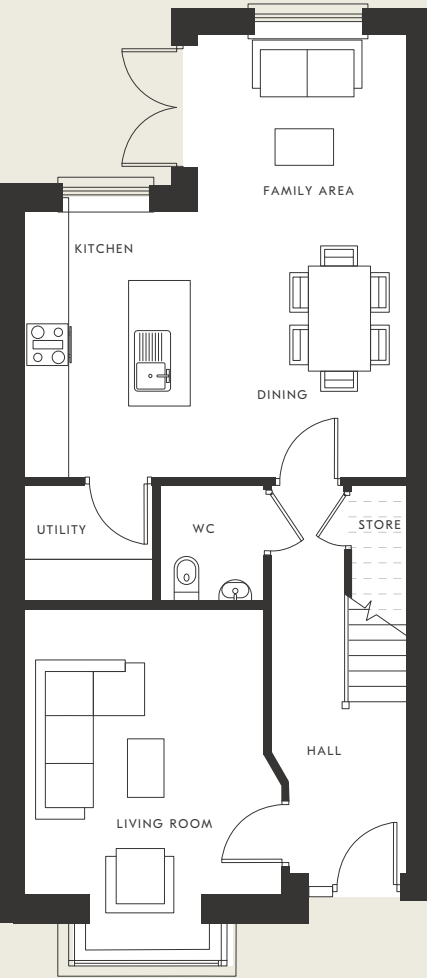 FAMILY AREA
KITCHEN
DINING
UTILITY
WC
STORE
HALL
LIVING ROOM